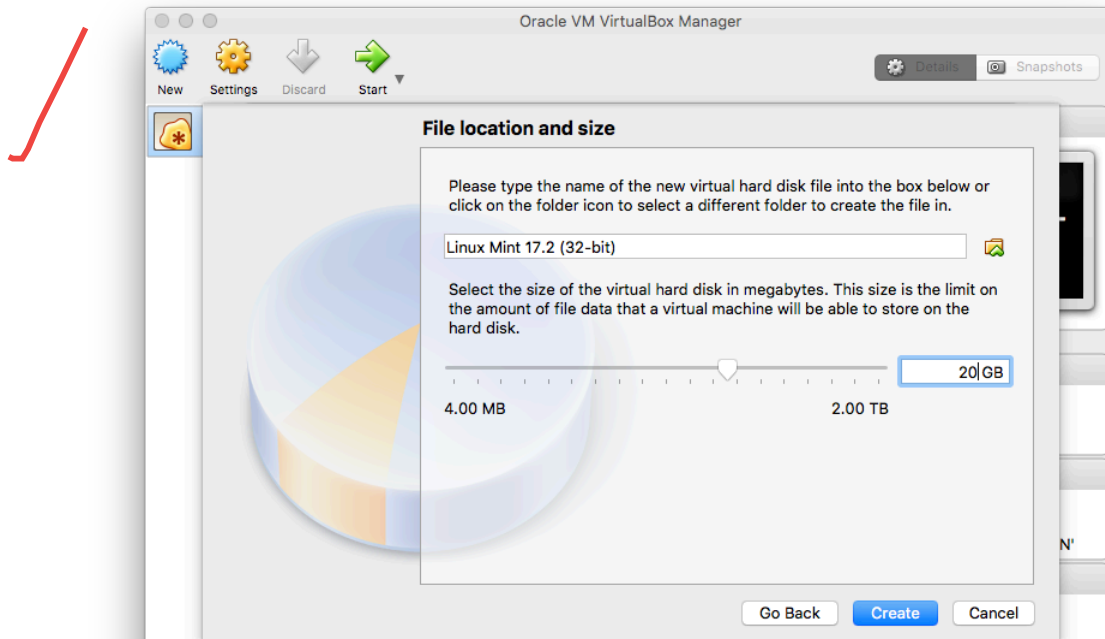 Oracle VM VirtualBox Manager
New Settings Discard Start
Details Snapshots
File location and size
Please type the name of the new virtual hard disk file into the box below or
click on the folder icon to select a different folder to create the file in.
Linux Mint 17.2 (32-bit)
Select the size of the virtual hard disk in megabytes. This size is the limit on
the amount of file data that a virtual machine will be able to store on the
hard disk.
20 GB
4.00 MB 2.00 TB
N'
Go Back Create Cancel